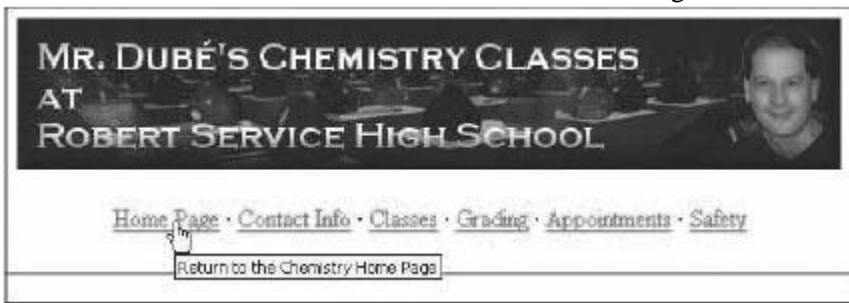 MR. DUBÉ'S CHEMISTRY CLASSES
AT
ROBERT SERVICE HIGH SCHOOL
Home Page · Contact Info · Classes · Grading · Appointments · Safety
Return to the Chemistry Home Page